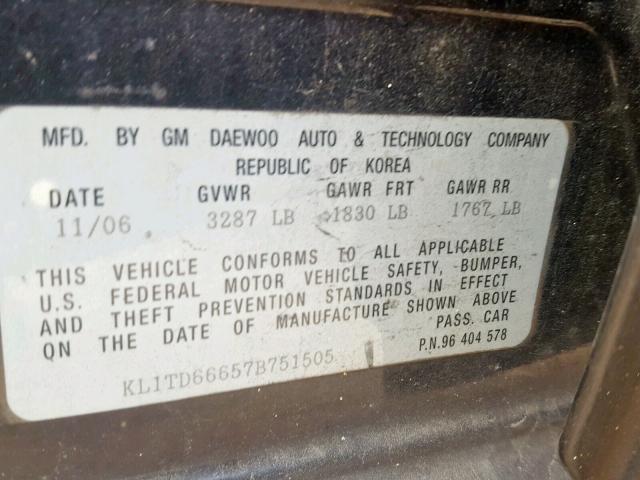 MFD. BY GM DAEWOO AUTO & TECHNOLOGY COMPANY
REPUBLIC OF KOREA
DATE GVWR GAWR FRT GAWR RR
11/06 3287 LB 1830 LB 1767 LB
THIS VEHICLE CONFORMS TO ALL APPLICABLE
U.S. FEDERAL MOTOR VEHICLE SAFETY, BUMPER,
AND THEFT PREVENTION STANDARDS IN EFFECT
ON THE DATE OF MANUFACTURE SHOWN ABOVE
PASS. CAR
KL1TD66657B751505
P.N.96 404 578